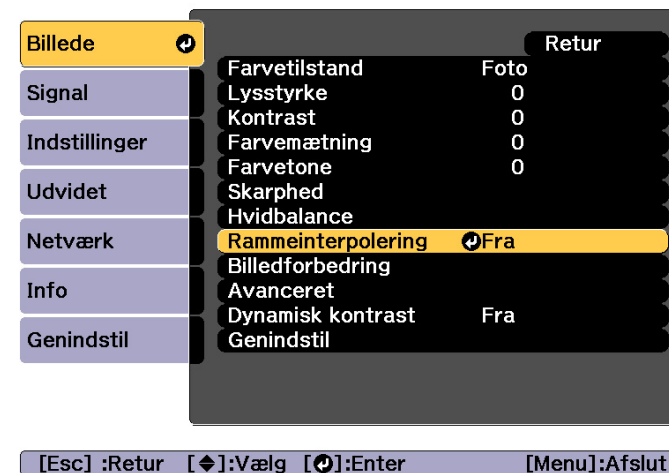 Billede
Signal
Indstillinger
Udvidet
Netværk
Info
Genindstil
Retur
Farvetilstand Foto
Lysstyrke 0
Kontrast 0
Farvemætning 0
Farvetone 0
Skarphed
Hvidbalance
Rammeinterpolering Fra
Billedforbedring
Avanceret
Dynamisk kontrast Fra
Genindstil
[Esc] :Retur [◆]:Vælg [↵]:Enter [Menu]:Afslut